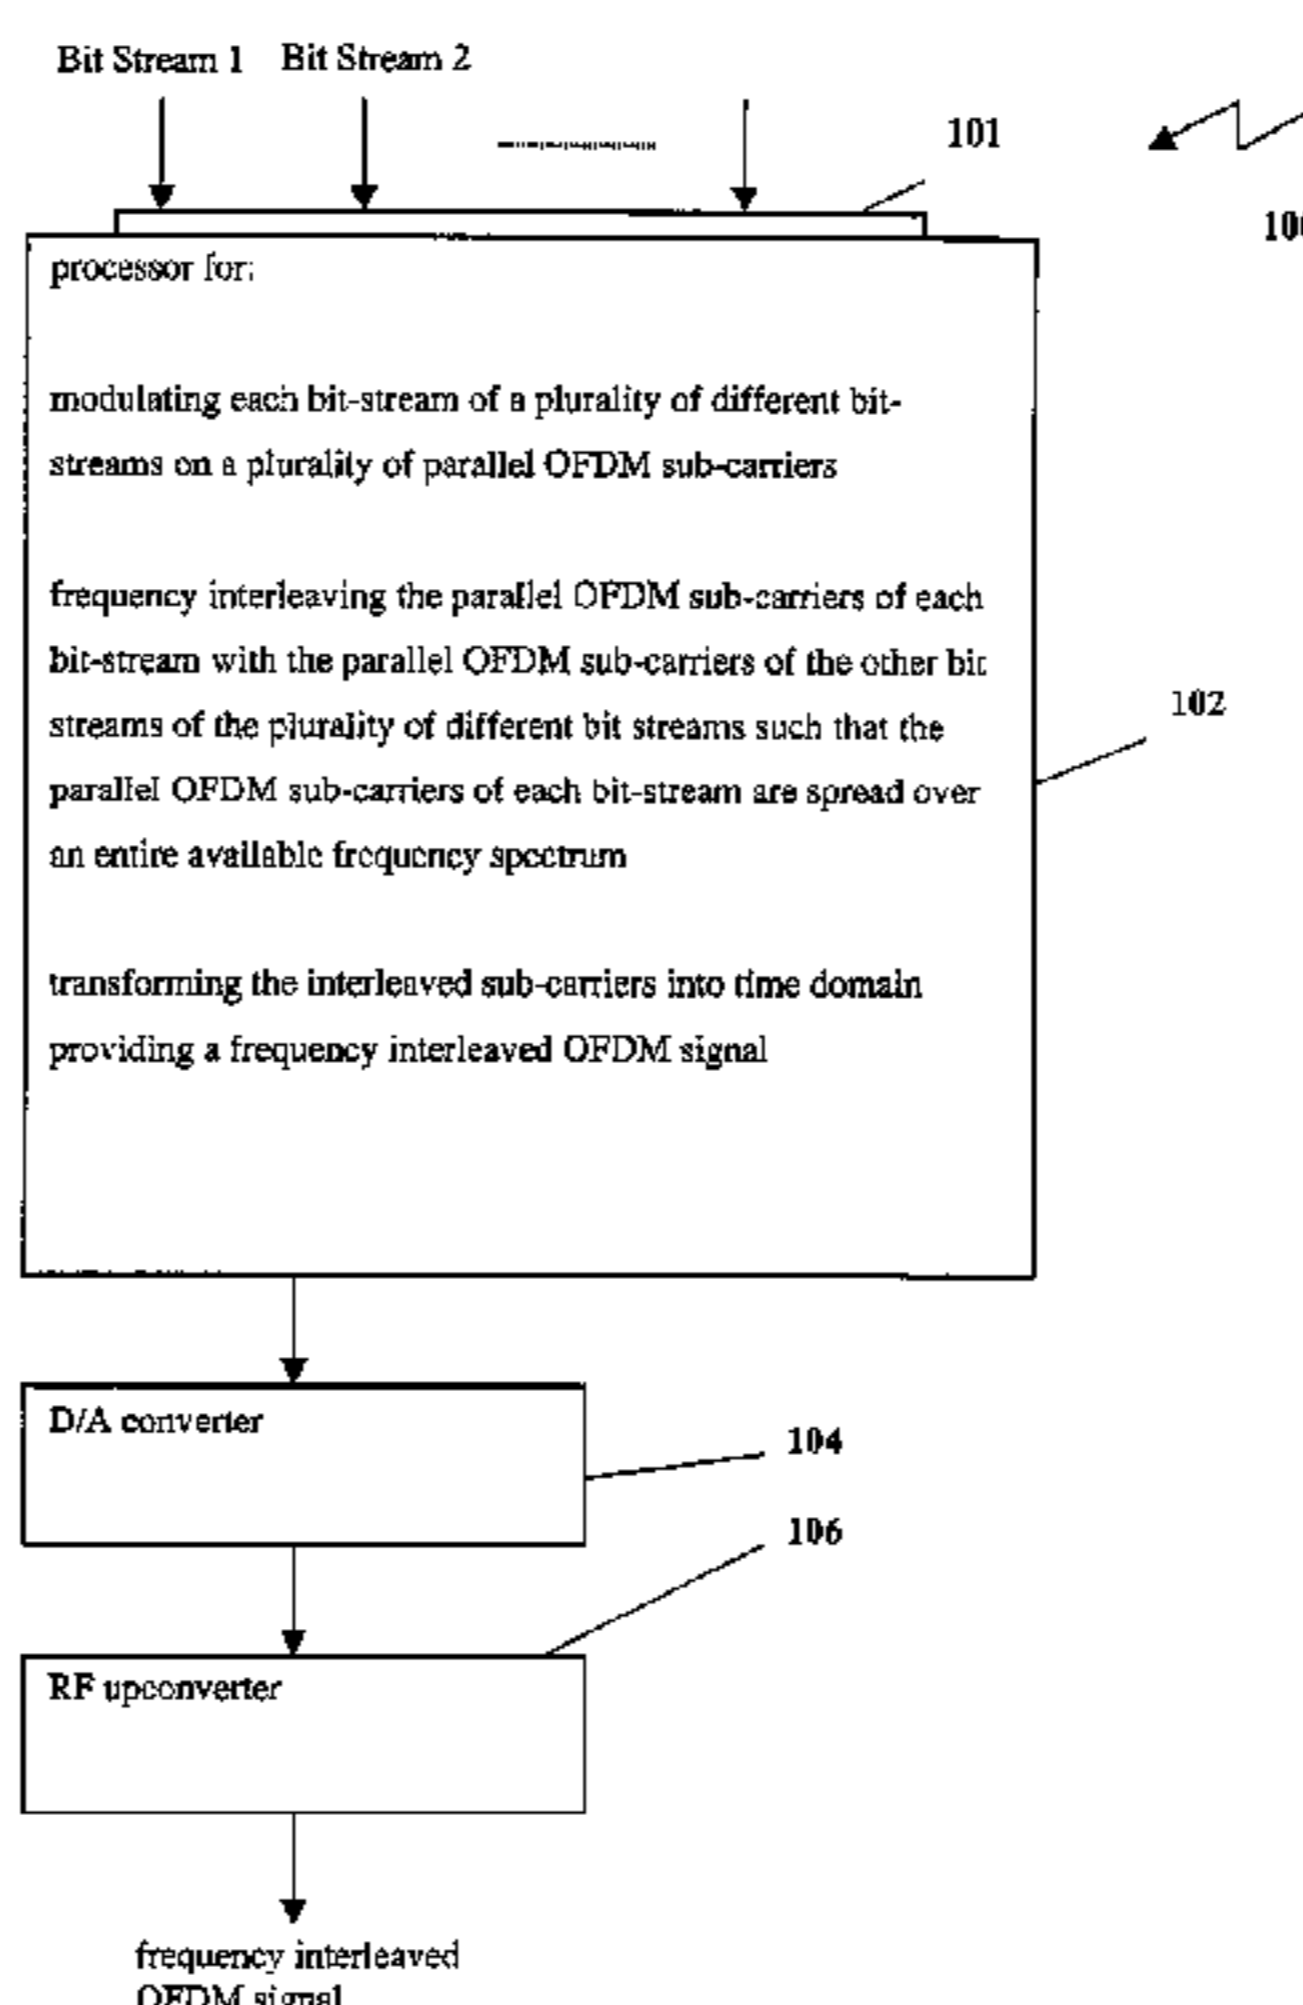 Bit Stream 1 Bit Stream 2
101
processor for:
modulating each bit-stream of a plurality of different bit-
streams on a plurality of parallel OFDM sub-carriers
frequency interleaving the parallel OFDM sub-carriers of each
bit-stream with the parallel OFDM sub-carriers of the other bit
streams of the plurality of different bit streams such that the
parallel OFDM sub-carriers of each bit-stream are spread over
an entire available frequency spectrum
102
transforming the interleaved sub-carriers into time domain
providing a frequency interleaved OFDM signal
D/A converter
104
106
RF upconverter
frequency interleaved
OFDM signal